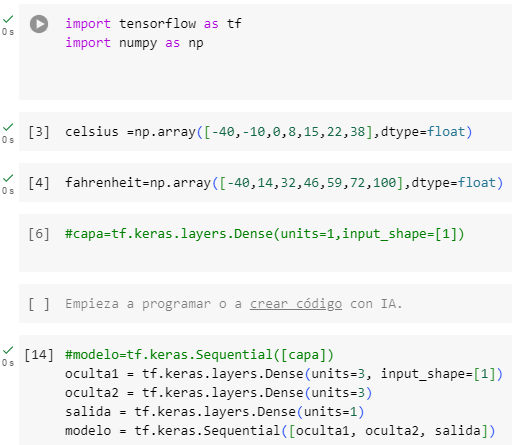 0 s
import tensorflow as tf
import numpy as np
0 s
[3] celsius =np.array([-40,-10,0,8,15,22,38],dtype=float)
0 s
[4] fahrenheit=np.array([-40,14,32,46,59,72,100],dtype=float)
[6] #capa=tf.keras.layers.Dense(units=1,input_shape=[1])
[ ] Empieza a programar o a crear código con IA.
0 s
[14] #modelo=tf.keras.Sequential([capa])
oculta1 = tf.keras.layers.Dense(units=3, input_shape=[1])
oculta2 = tf.keras.layers.Dense(units=3)
salida = tf.keras.layers.Dense(units=1)
modelo = tf.keras.Sequential([oculta1, oculta2, salida])